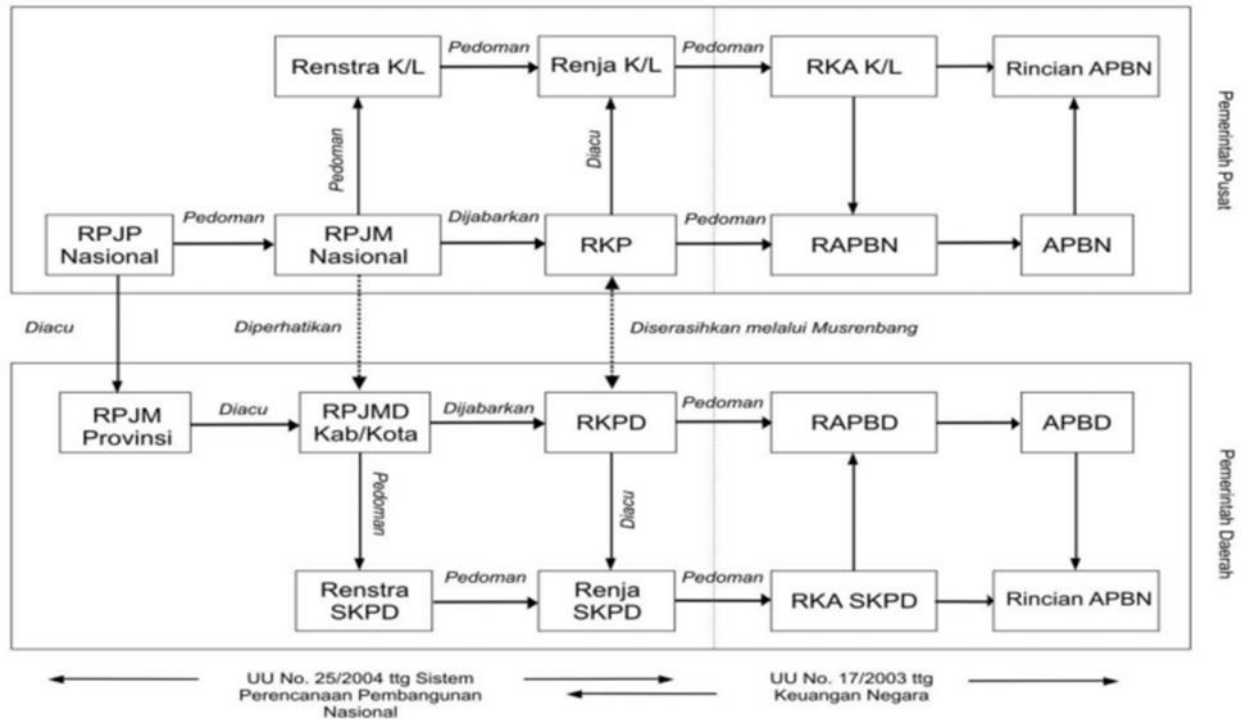 Pedoman
Pedoman
Renstra K/L
Renja K/L
RKA K/L
Rincian APBN
Pemerintah Pusat
Pedoman
Diacu
Pedoman
Dijabarkan
Pedoman
RPJP
Nasional
RPJM
Nasional
RKP
RAPBN
APBN
Diacu
Diperhatikan
Diserasihkan melalui Musrenbang
RPJM
Provinsi
Diacu
RPJMD
Kab/Kota
Dijabarkan
RKPD
Pedoman
RAPBD
APBD
Pemerintah Daerah
Pedoman
Diacu
Renstra
SKPD
Pedoman
Renja
SKPD
Pedoman
RKA SKPD
Rincian APBN
UU No. 25/2004 ttg Sistem
Perencanaan Pembangunan
Nasional
UU No. 17/2003 ttg
Keuangan Negara